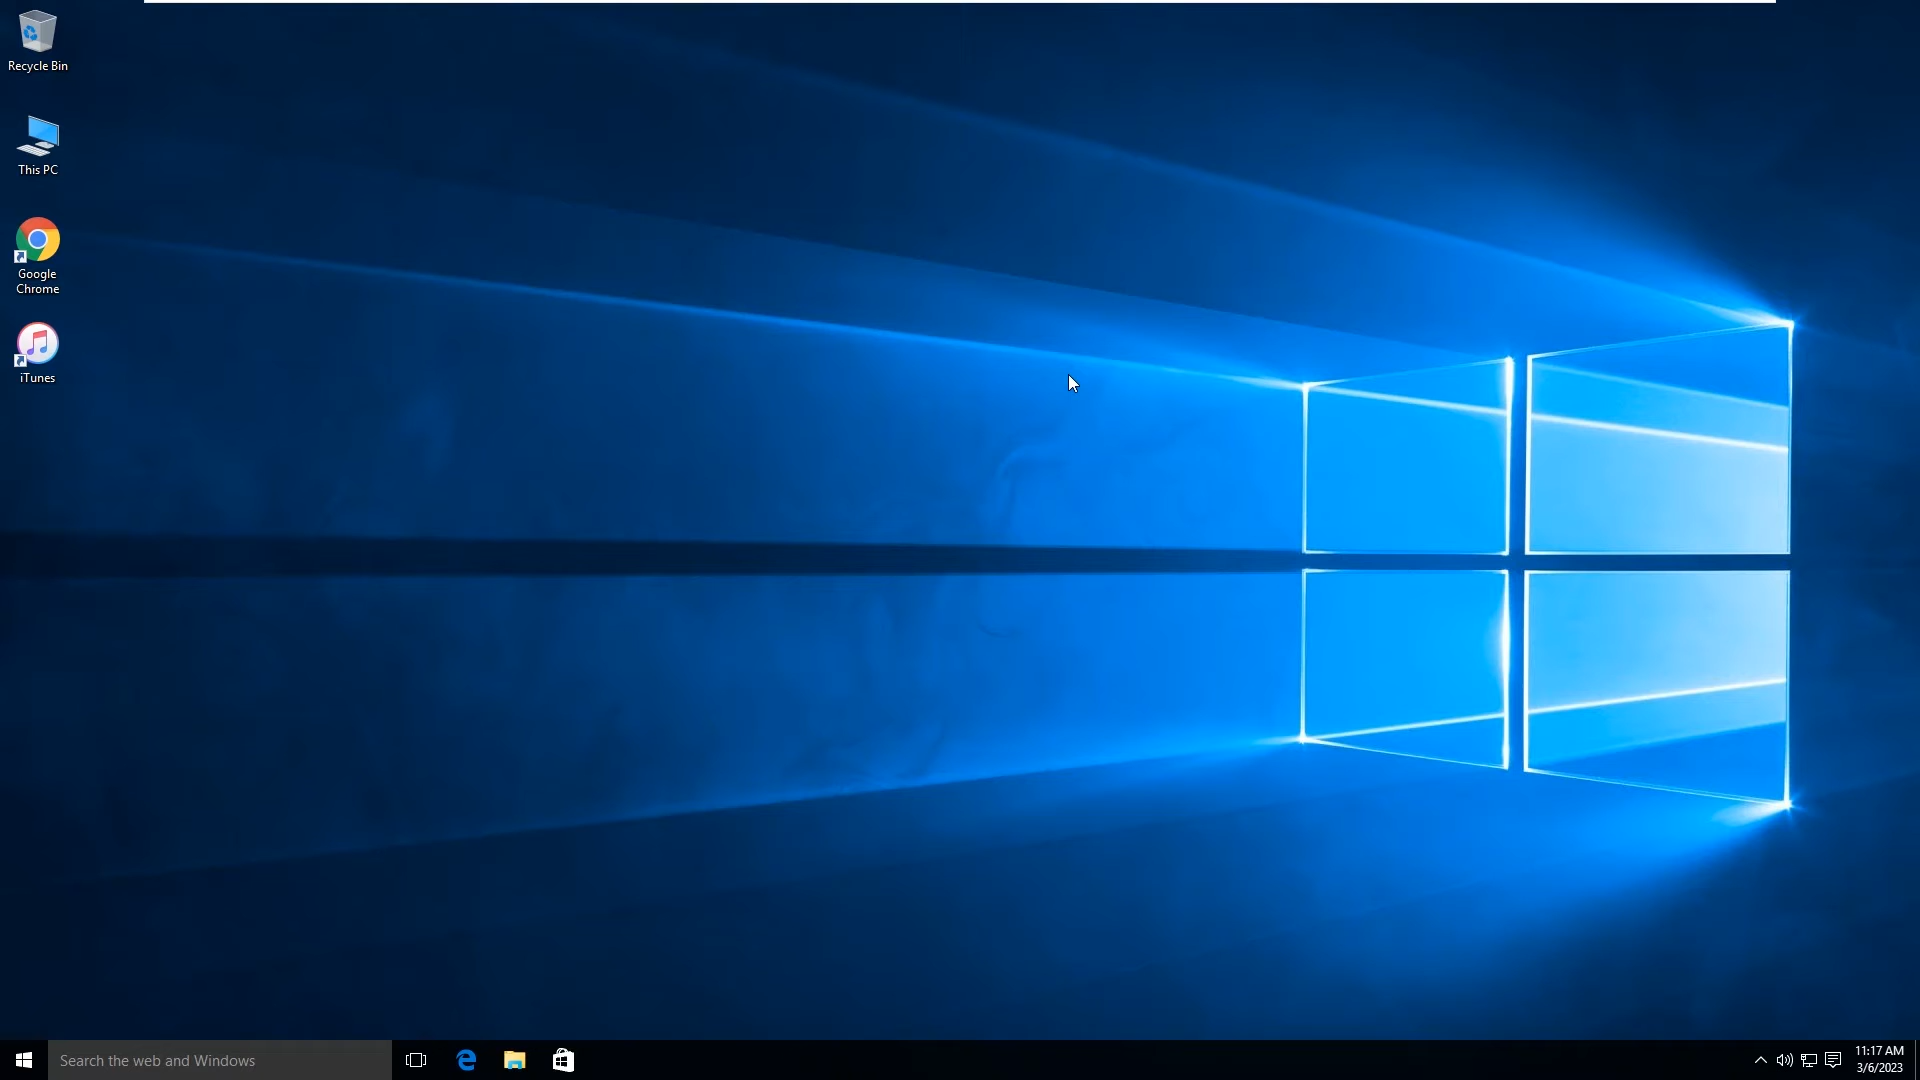 Recycle Bin
This PC
Google
Chrome
iTunes
Search the web and Windows
11:17 AM
3/6/2023